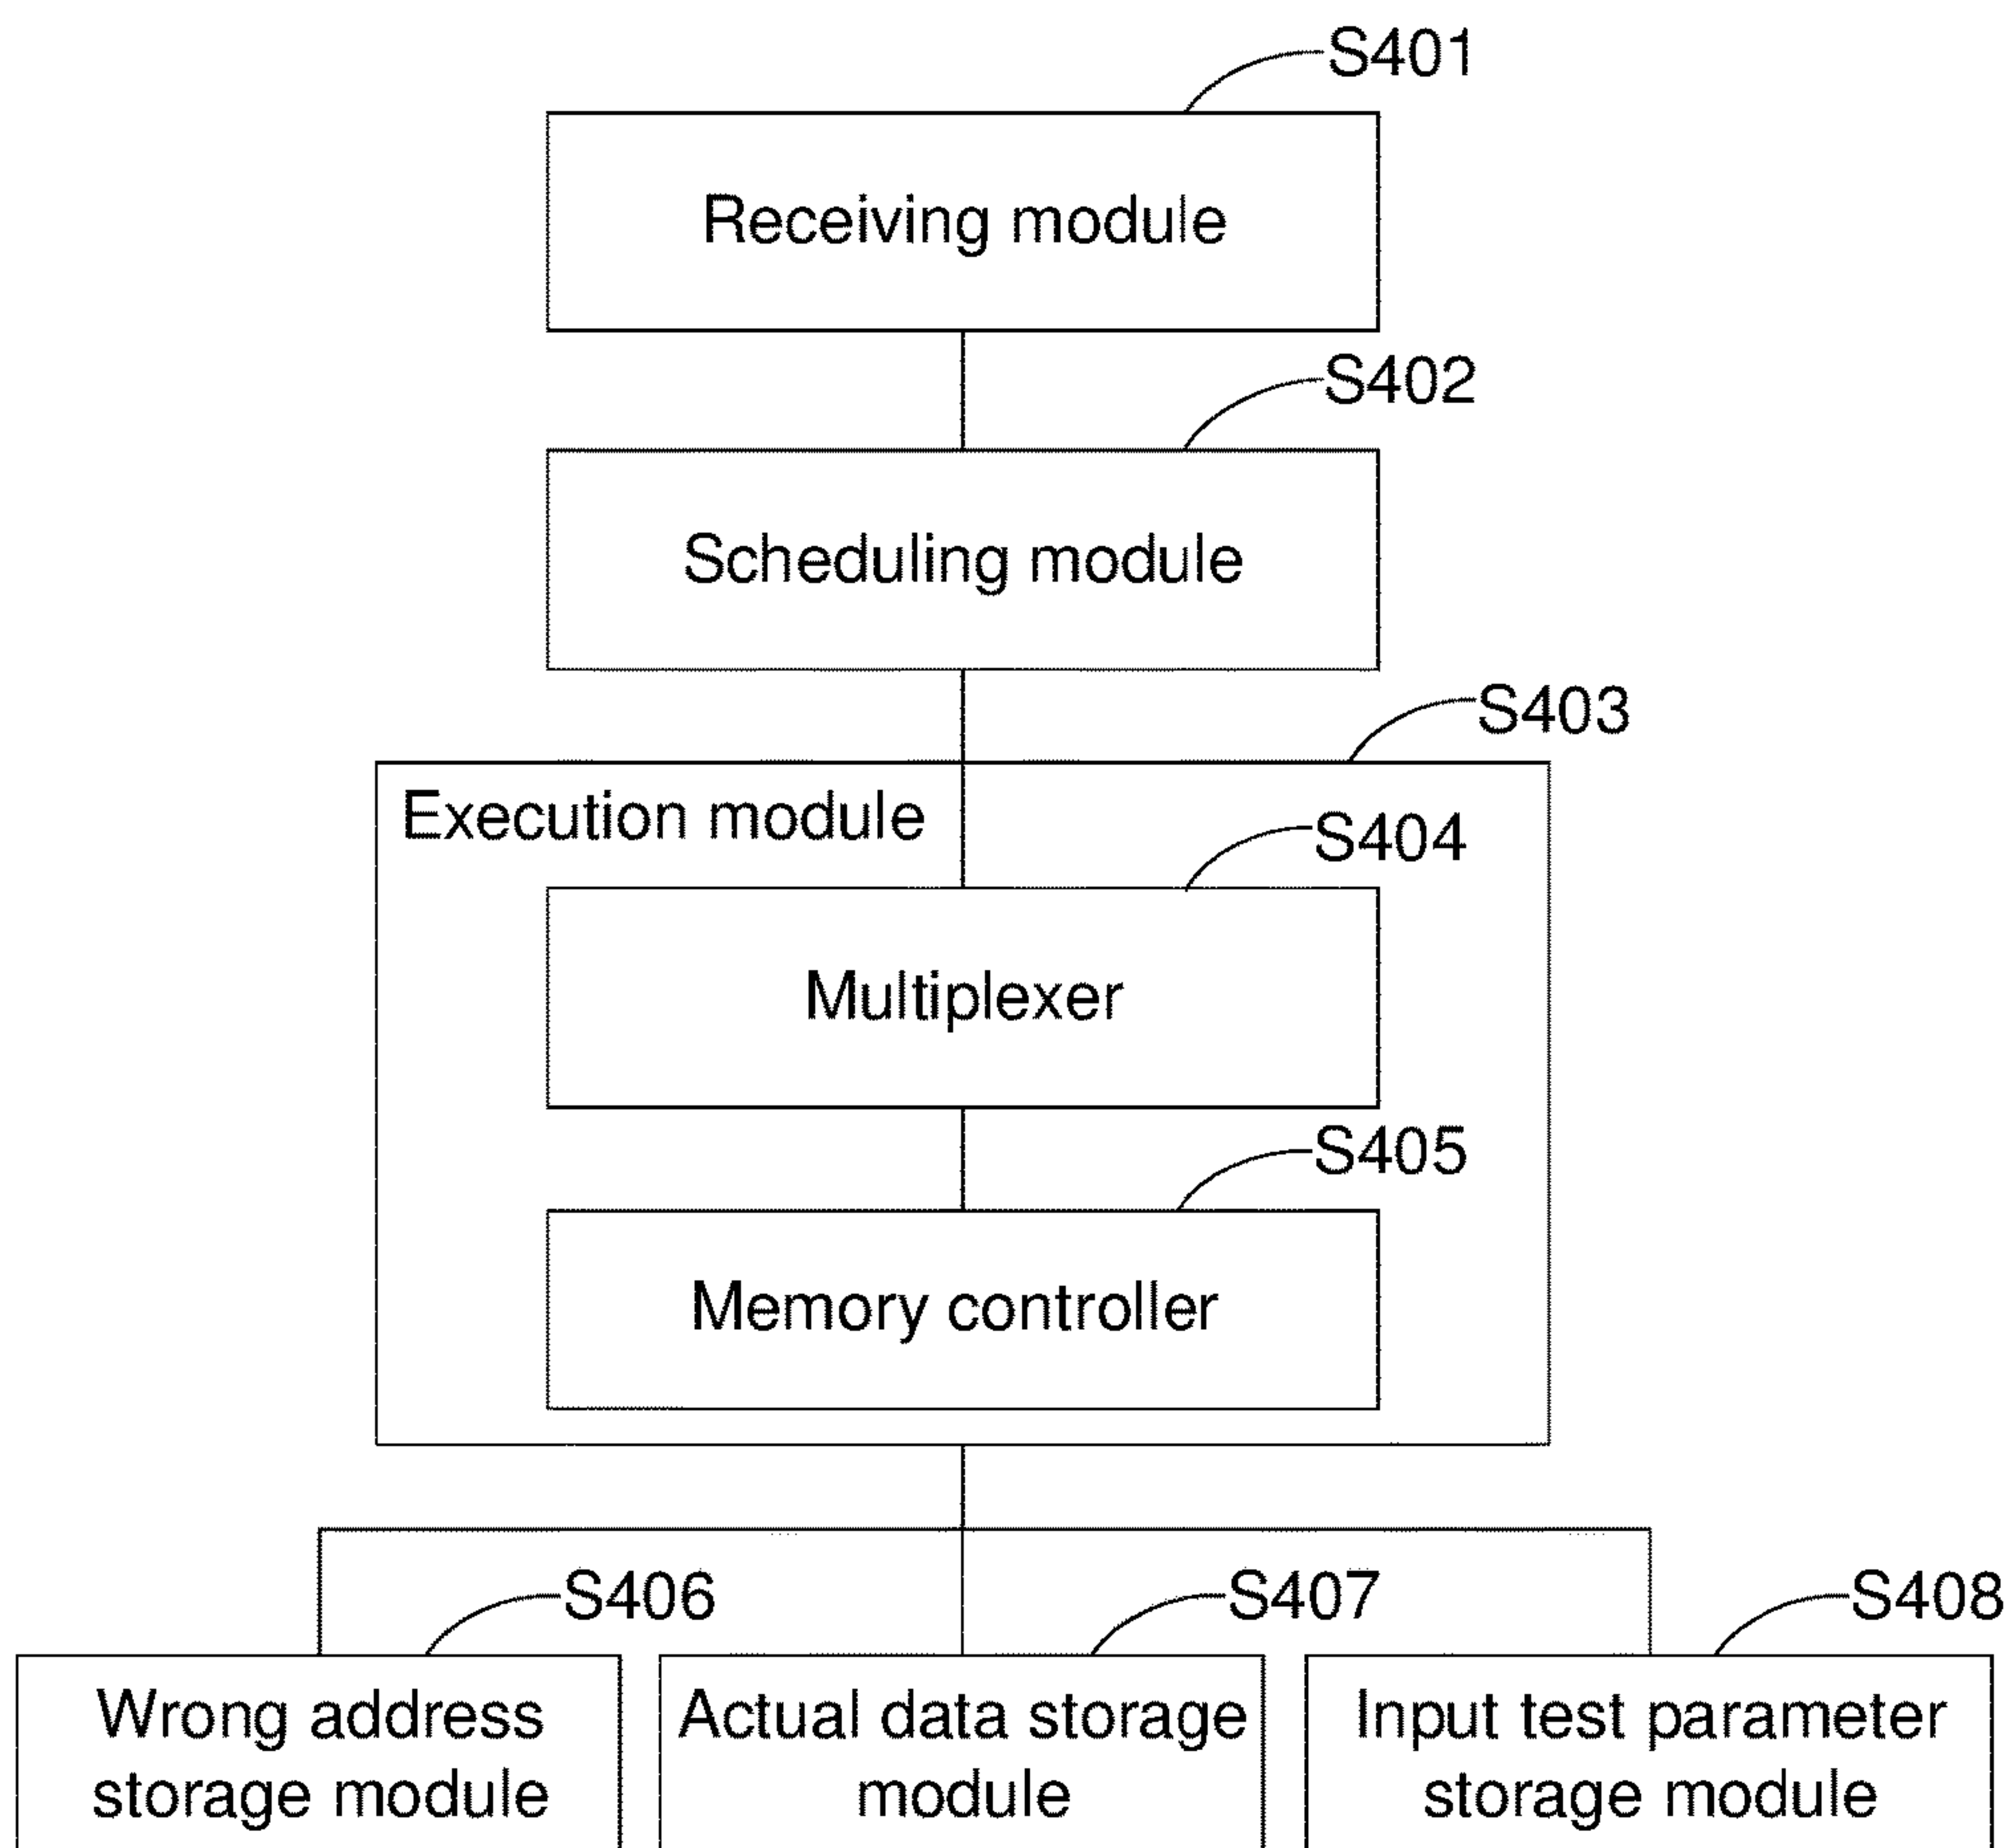 S401
Receiving module
S402
Scheduling module
S403
Execution module
S404
Multiplexer
S405
Memory controller
S406
S407
S408
Wrong address
storage module
Actual data storage
module
Input test parameter
storage module